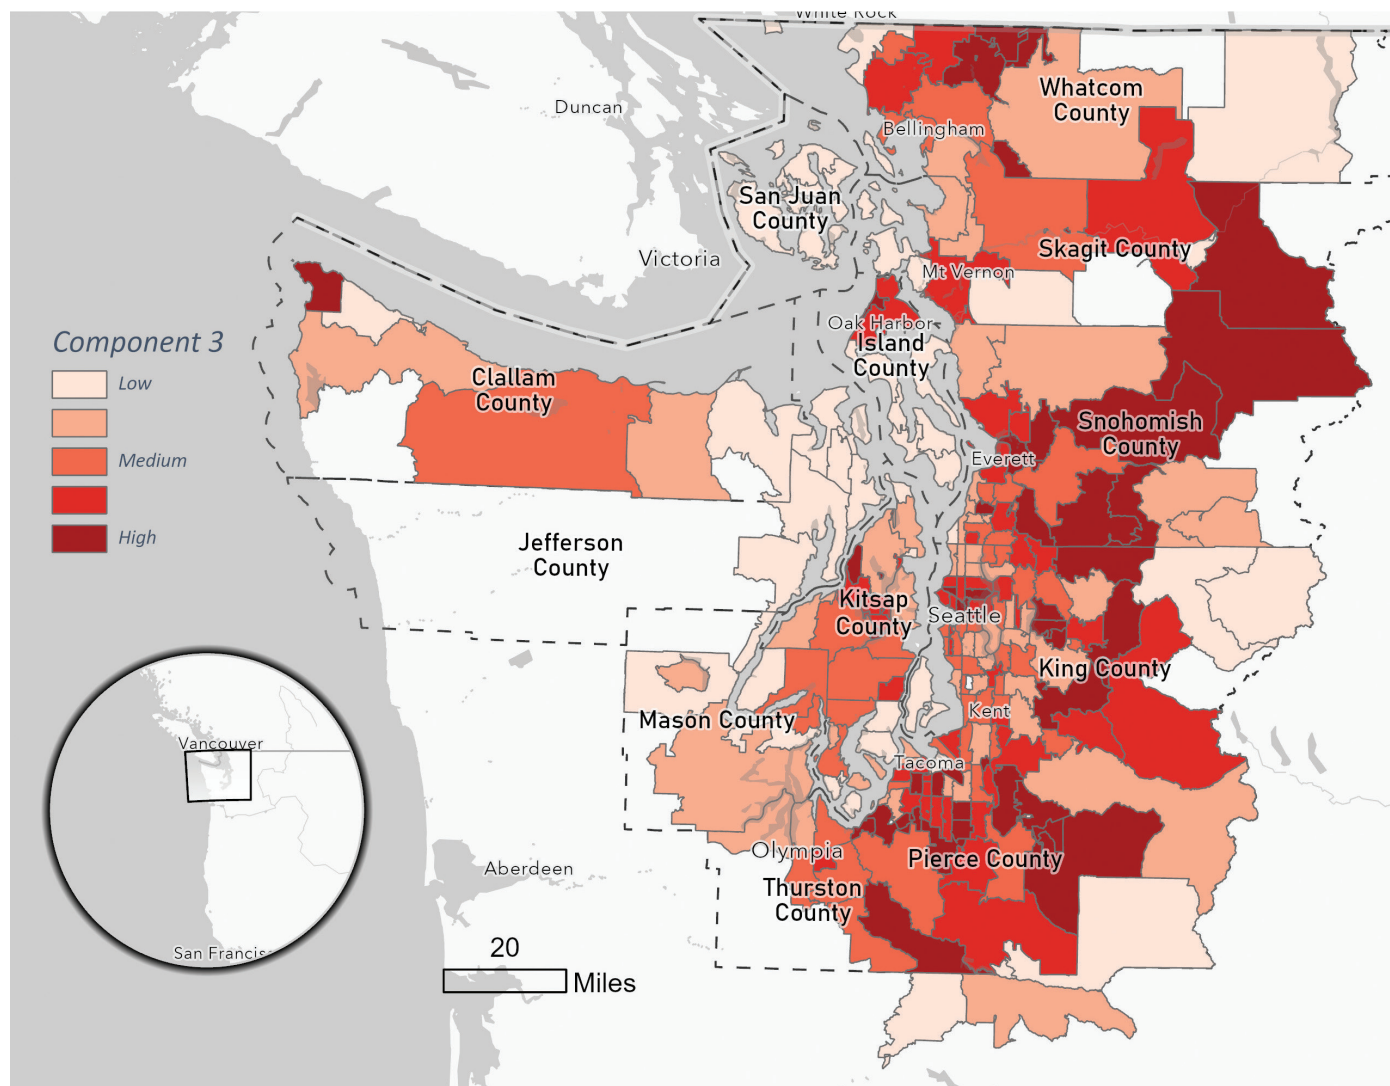 White Rock
Whatcom
County
Duncan
Bellingham
San Juan
County
Skagit County
Victoria
Mt Vernon
Component 3
Low
Medium
High
Oak Harbor
Island
County
Clallam
County
Snohomish
County
Everett
Jefferson
County
Kitsap
County
Seattle
King County
Mason County
Kent
Vancouver
Tacoma
Olympia
Pierce County
Aberdeen
Thurston
County
San Francisc
20
Miles